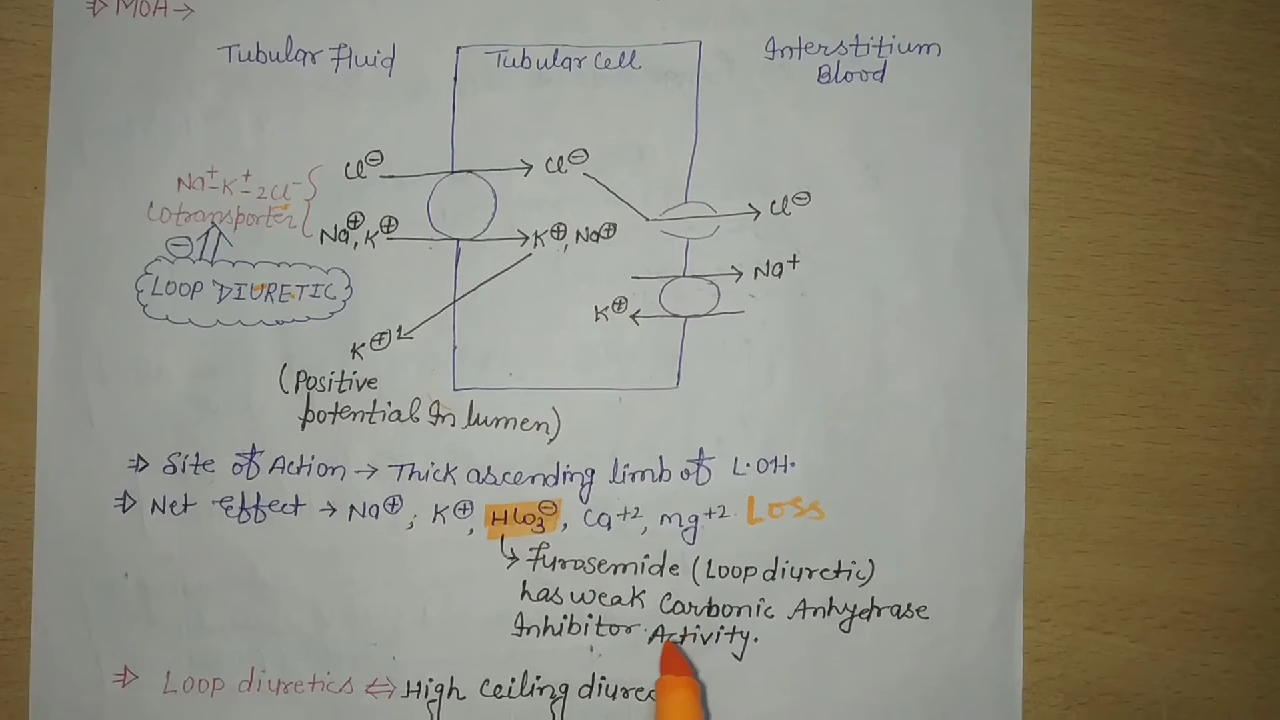 ⇒ MOA →
Tubular Fluid
Tubular Cell
Interstitium
Blood
Cl⊖
Cl⊖
Cl⊖
Na⁺K⁺-2Cl⁻
Cotransporter
Na⊕, K⊕
K⊕, Na⊕
Na⁺
K⊕
⊖
LOOP DIURETIC
K⊕
(Positive
potential In lumen)
⇒ Site of Action → Thick ascending limb of L.OH.
⇒ Net effect → Na⊕, K⊕, HCO₃⊖, Ca⁺², mg⁺². Loss
↳ Furosemide (Loop diuretic)
has weak Carbonic Anhydrase
Inhibitor Activity.
⇒ Loop diuretics ⇔ High Ceiling